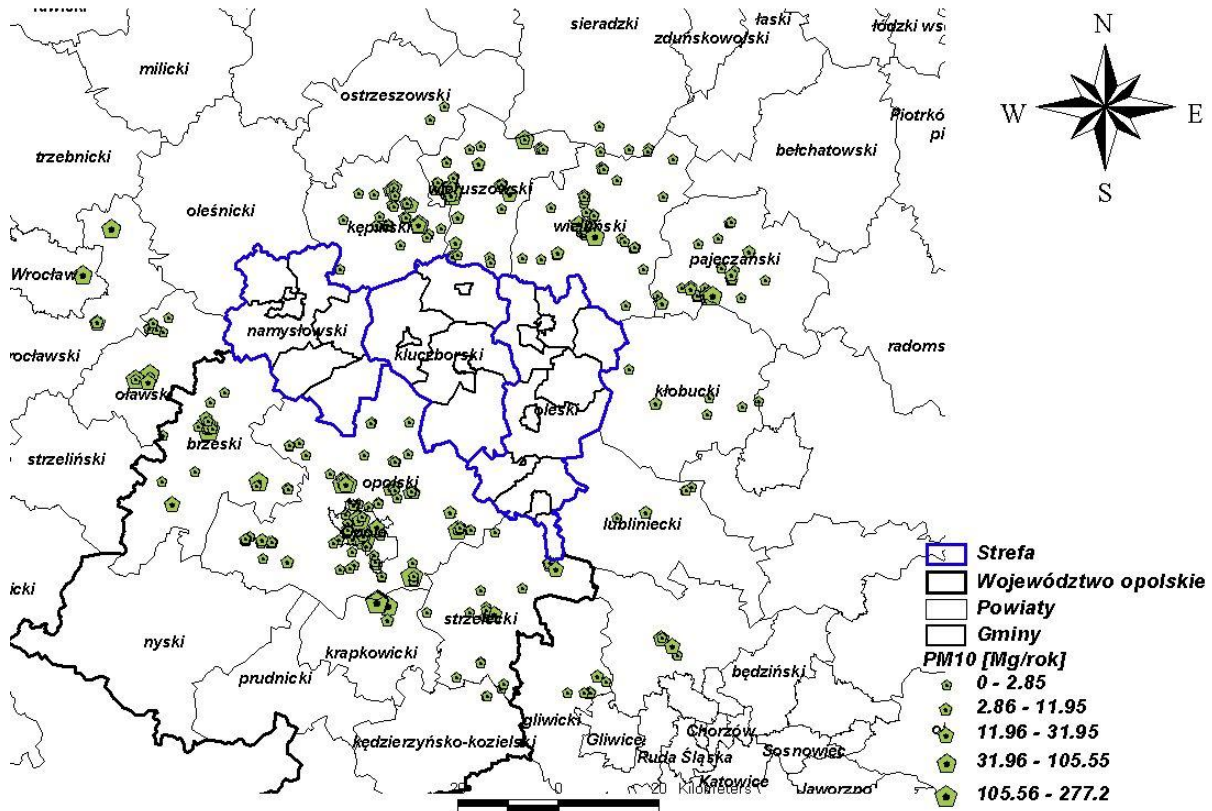 sieradzki
łaski
zduńskowolski
łódzki ws
milicki
ostrzeszowski
Piotrkó
pi
bełchatowski
trzebnicki
wieruszowski
oleśnicki
kępiński
wieluński
pajęczański
Wrocław
namysłowski
rocławski
kluczborski
radoms
oławsk
kłobucki
oleski
brzeski
strzeliński
opolski
Opole
lubliniecki
icki
strzelecki
nyski
krapkowicki
prudnicki
będziński
gliwicki
Gliwice
Chorzów
kędzierzyńsko-kozielski
Ruda Śląska
Sosnowiec
Katowice
Jaworzno
20 0 20 Kilometers
N
W E
S
Strefa
Województwo opolskie
Powiaty
Gminy
PM10 [Mg/rok]
0 - 2.85
2.86 - 11.95
11.96 - 31.95
31.96 - 105.55
105.56 - 277.2